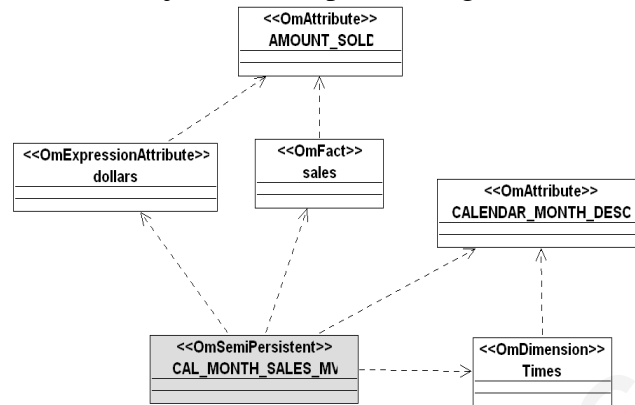 <<OmAttribute>>
AMOUNT_SOLD
<<OmExpressionAttribute>>
dollars
<<OmFact>>
sales
<<OmAttribute>>
CALENDAR_MONTH_DESC
<<OmSemiPersistent>>
CAL_MONTH_SALES_MV
<<OmDimension>>
Times